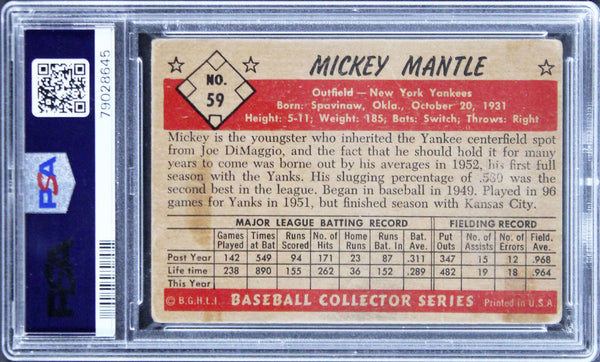 79028645
PSA
PSA
NO.
59
MICKEY MANTLE
Outfield—New York Yankees
Born: Spavinaw, Okla., October 20, 1931
Height: 5-11; Weight: 185; Bats: Switch; Throws: Right
Mickey is the youngster who inherited the Yankee centerfield spot
from Joe DiMaggio, and the fact that he should hold it for many
years to come was borne out by his averages in 1952, his first full
season with the Yanks. His slugging percentage of .530 was the
second best in the league. Began in baseball in 1949. Played in 96
games for Yanks in 1951, but finished season with Kansas City.
MAJOR LEAGUE BATTING RECORD FIELDING RECORD
Games Times Runs No. of Home Runs Bat. Put No. of No. of Field.
Played at Bat Scored Hits Runs Bat. In Ave. Outs Assists Errors Ave.
Past Year 142 549 94 171 23 87 .311 347 15 12 .968
Life time 238 890 155 262 36 152 .289 482 19 18 .964
This Year
© B.G.H.L.I. BASEBALL COLLECTOR SERIES Printed in U.S.A.